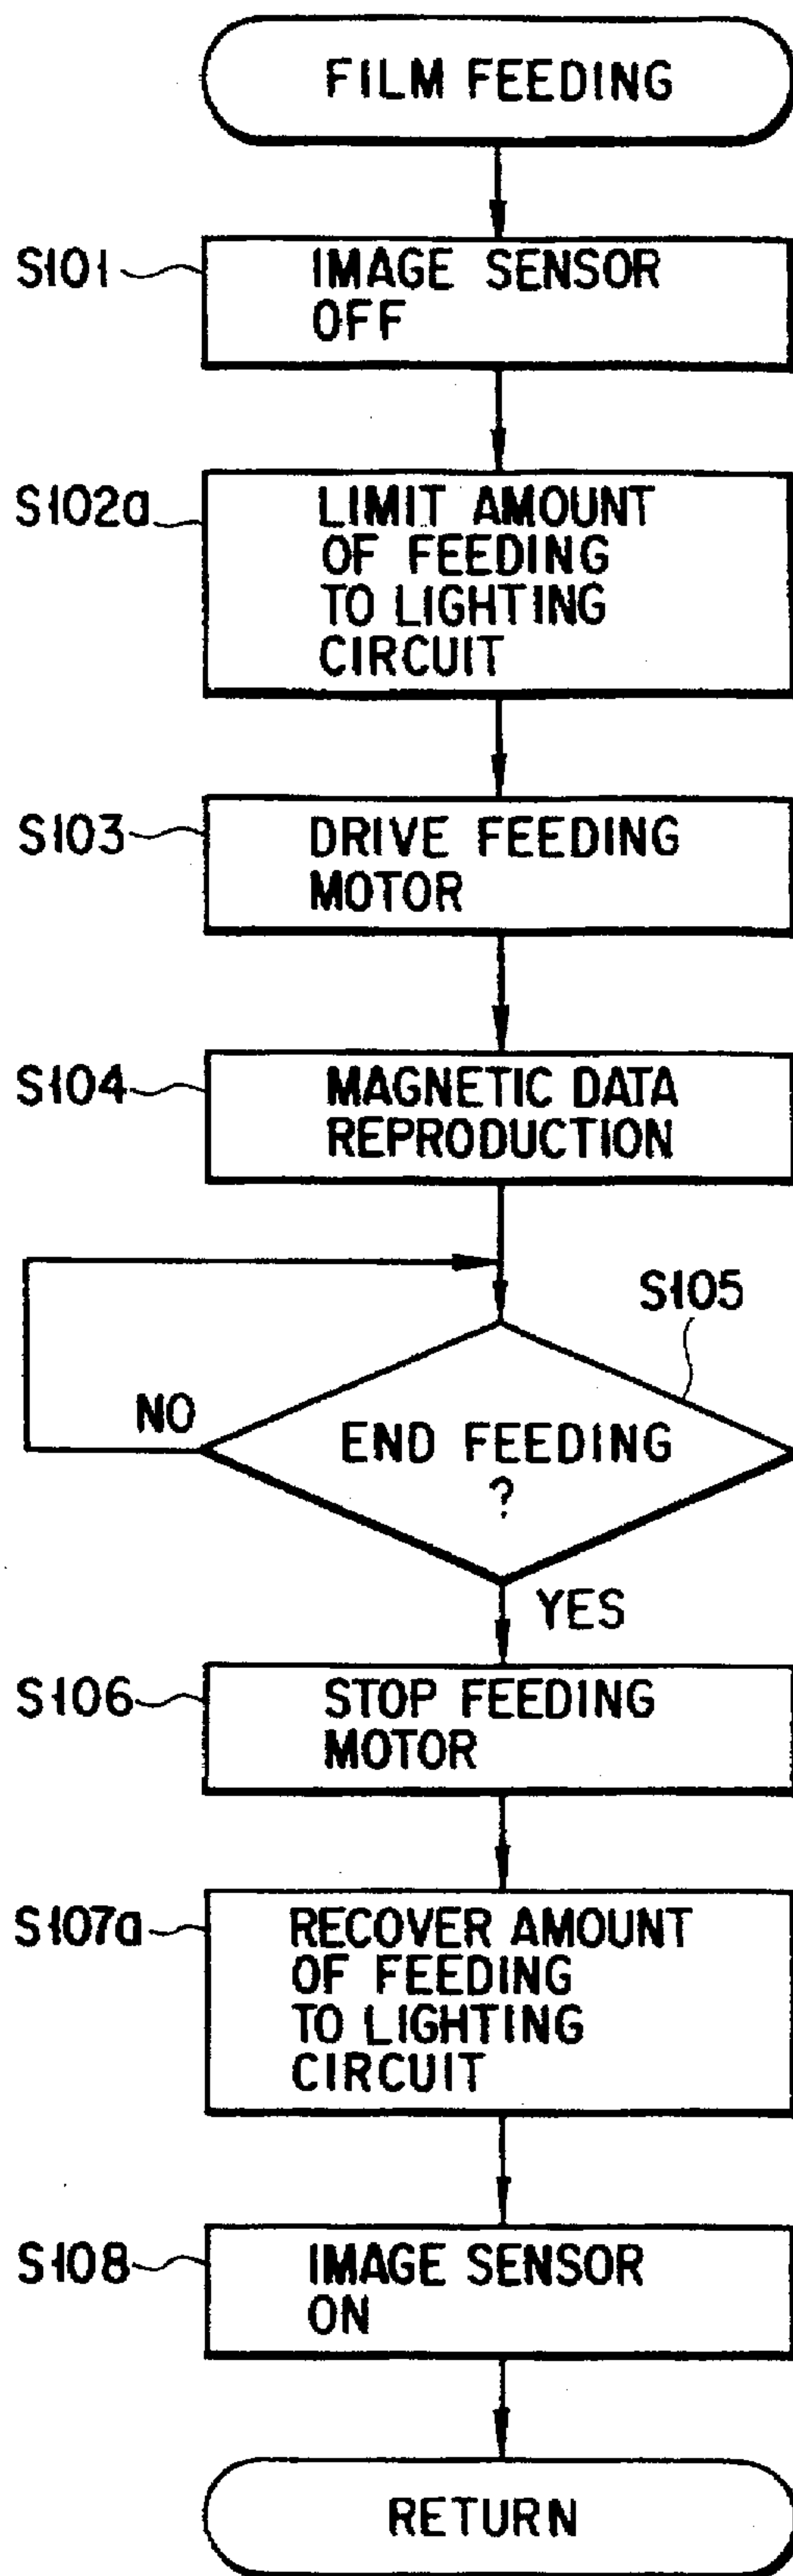 FILM FEEDING
S101
IMAGE SENSOR
OFF
S102a
LIMIT AMOUNT
OF FEEDING
TO LIGHTING
CIRCUIT
S103
DRIVE FEEDING
MOTOR
S104
MAGNETIC DATA
REPRODUCTION
S105
NO
END FEEDING
?
YES
S106
STOP FEEDING
MOTOR
S107a
RECOVER AMOUNT
OF FEEDING
TO LIGHTING
CIRCUIT
S108
IMAGE SENSOR
ON
RETURN